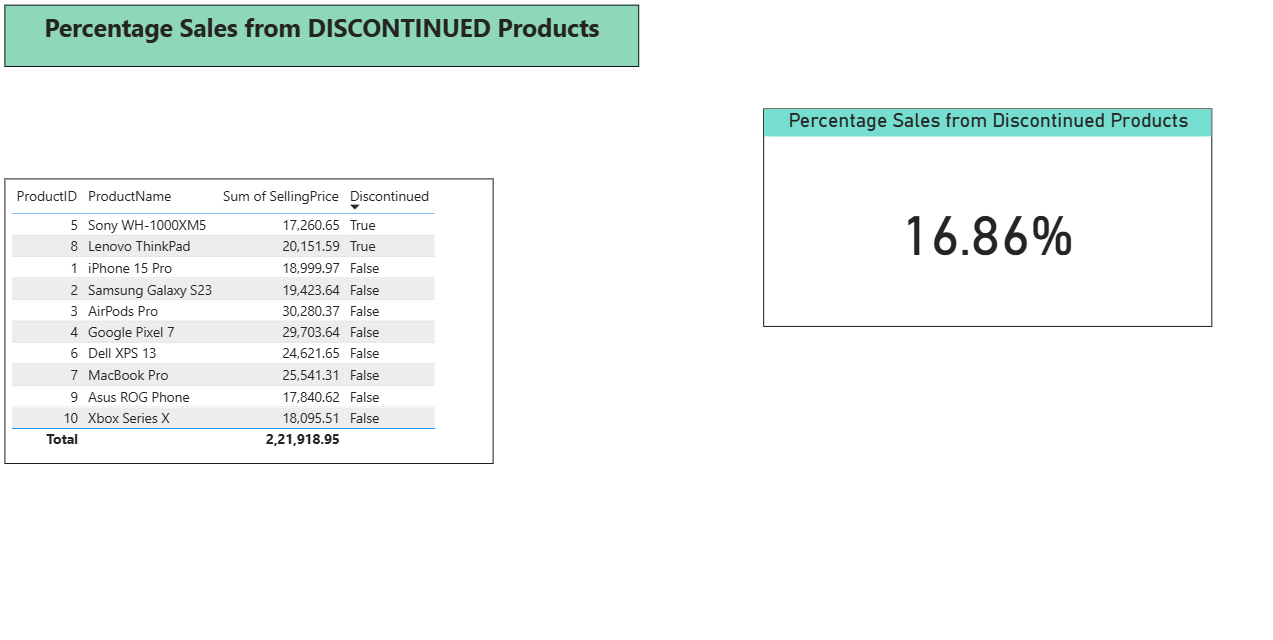 Percentage Sales from DISCONTINUED Products
Percentage Sales from Discontinued Products
16.86%
ProductID ProductName Sum of SellingPrice Discontinued
5 Sony WH-1000XM5 17,260.65 True
8 Lenovo ThinkPad 20,151.59 True
1 iPhone 15 Pro 18,999.97 False
2 Samsung Galaxy S23 19,423.64 False
3 AirPods Pro 30,280.37 False
4 Google Pixel 7 29,703.64 False
6 Dell XPS 13 24,621.65 False
7 MacBook Pro 25,541.31 False
9 Asus ROG Phone 17,840.62 False
10 Xbox Series X 18,095.51 False
Total 2,21,918.95